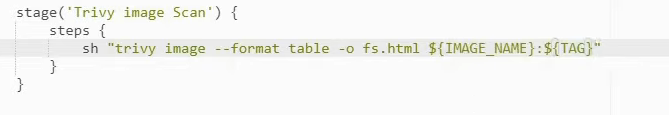 stage('Trivy image Scan') {
steps {
sh "trivy image --format table -o fs.html ${IMAGE_NAME}:${TAG}"
}
}